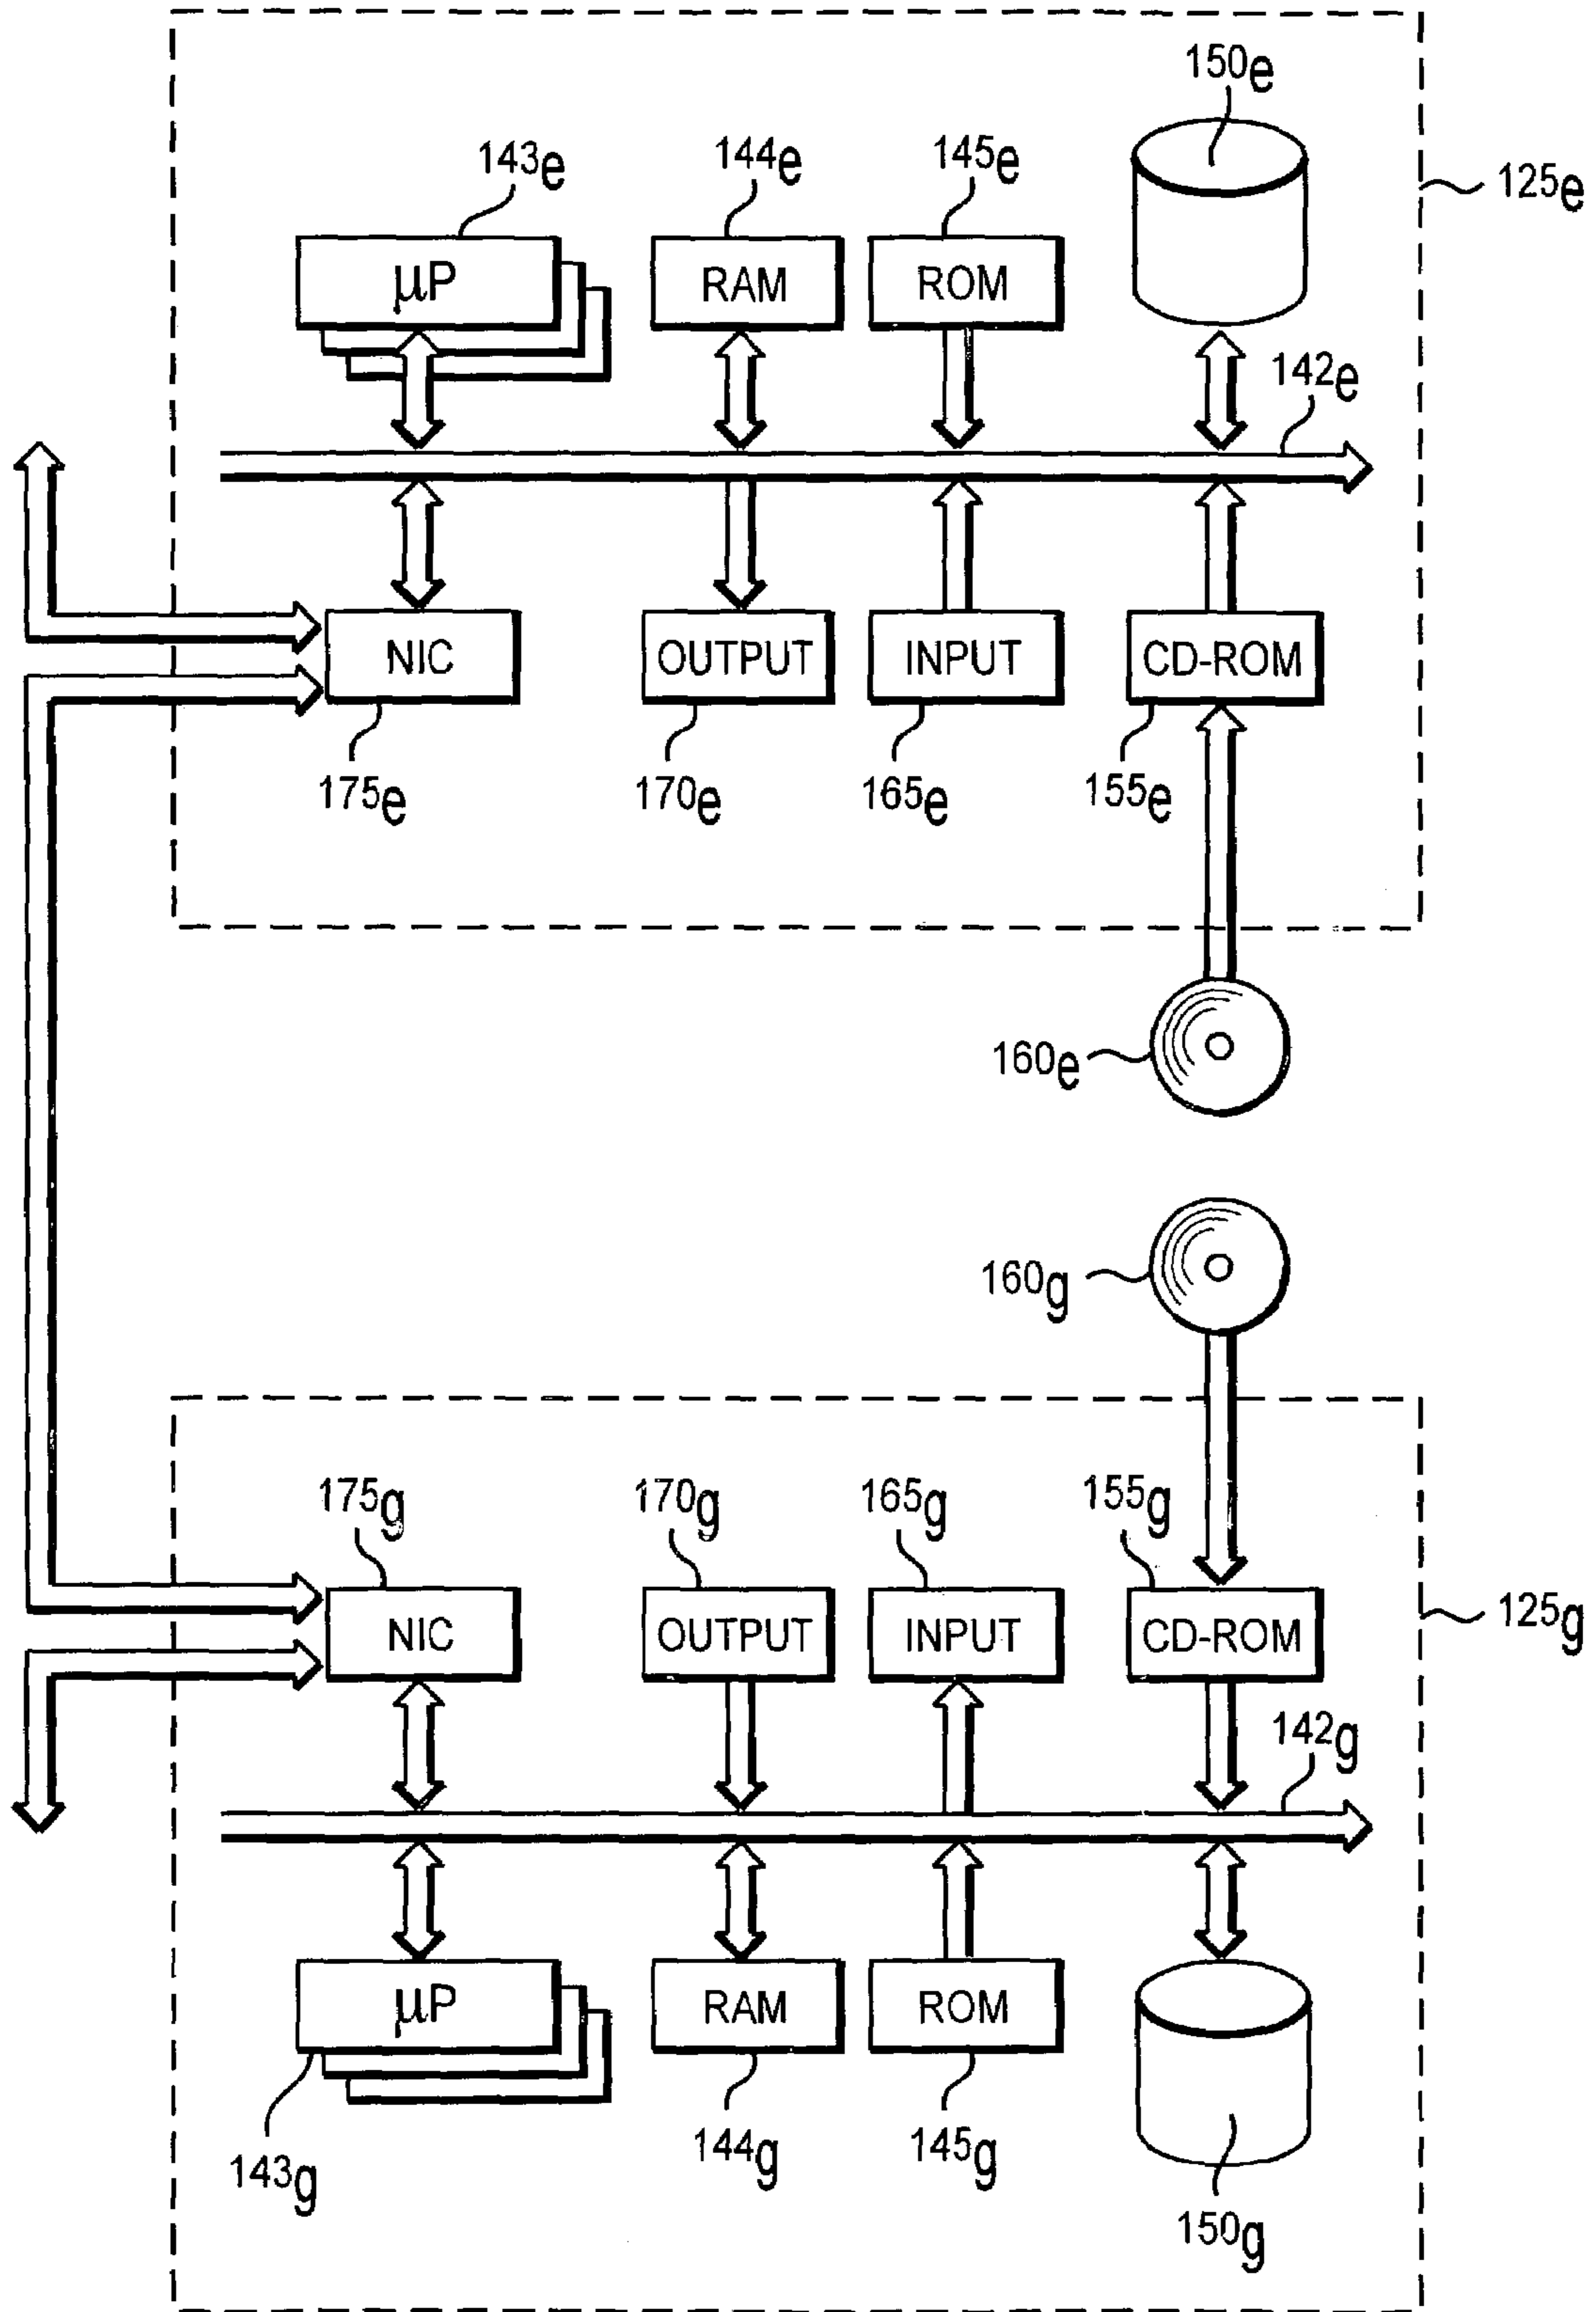 150e
125e
143e
144e
145e
μP
RAM
ROM
142e
NIC
OUTPUT
INPUT
CD-ROM
175e
170e
165e
155e
160e
160g
175g
170g
165g
155g
NIC
OUTPUT
INPUT
CD-ROM
125g
142g
μP
RAM
ROM
143g
144g
145g
150g